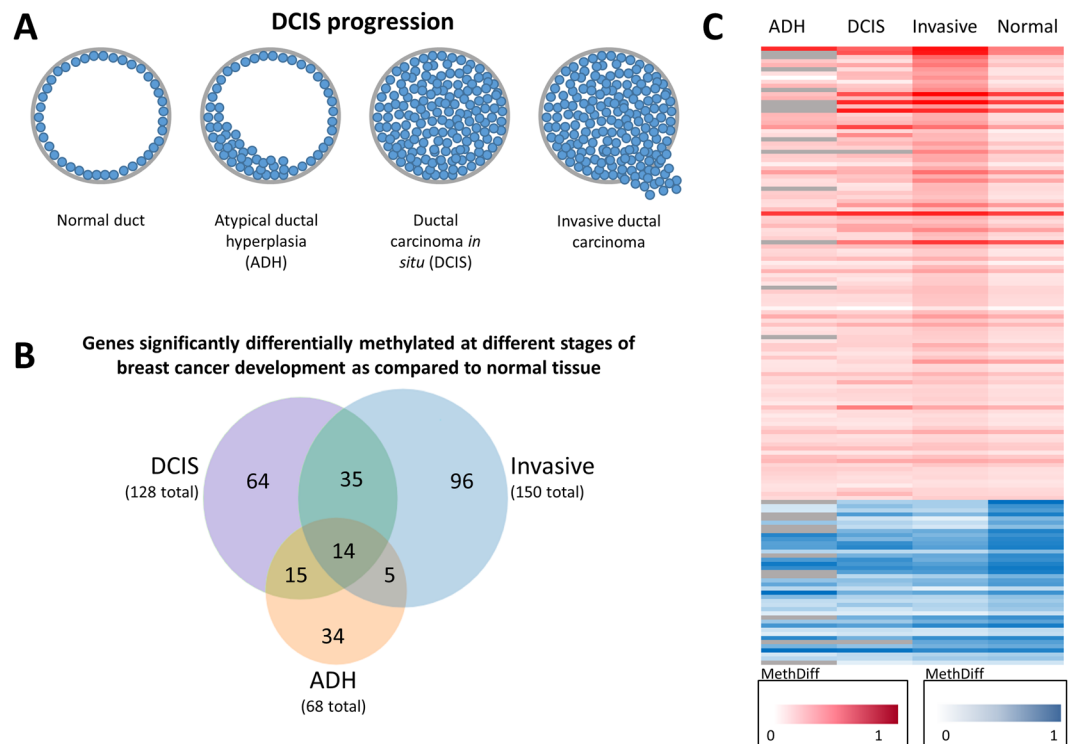 A
DCIS progression
Normal duct
Atypical ductal
hyperplasia
(ADH)
Ductal
carcinoma in
situ (DCIS)
Invasive ductal
carcinoma
B
Genes significantly differentially methylated at different stages of
breast cancer development as compared to normal tissue
DCIS
(128 total)
64
35
96
Invasive
(150 total)
14
15
5
34
ADH
(68 total)
C
ADH DCIS Invasive Normal
MethDiff
0 1
MethDiff
0 1